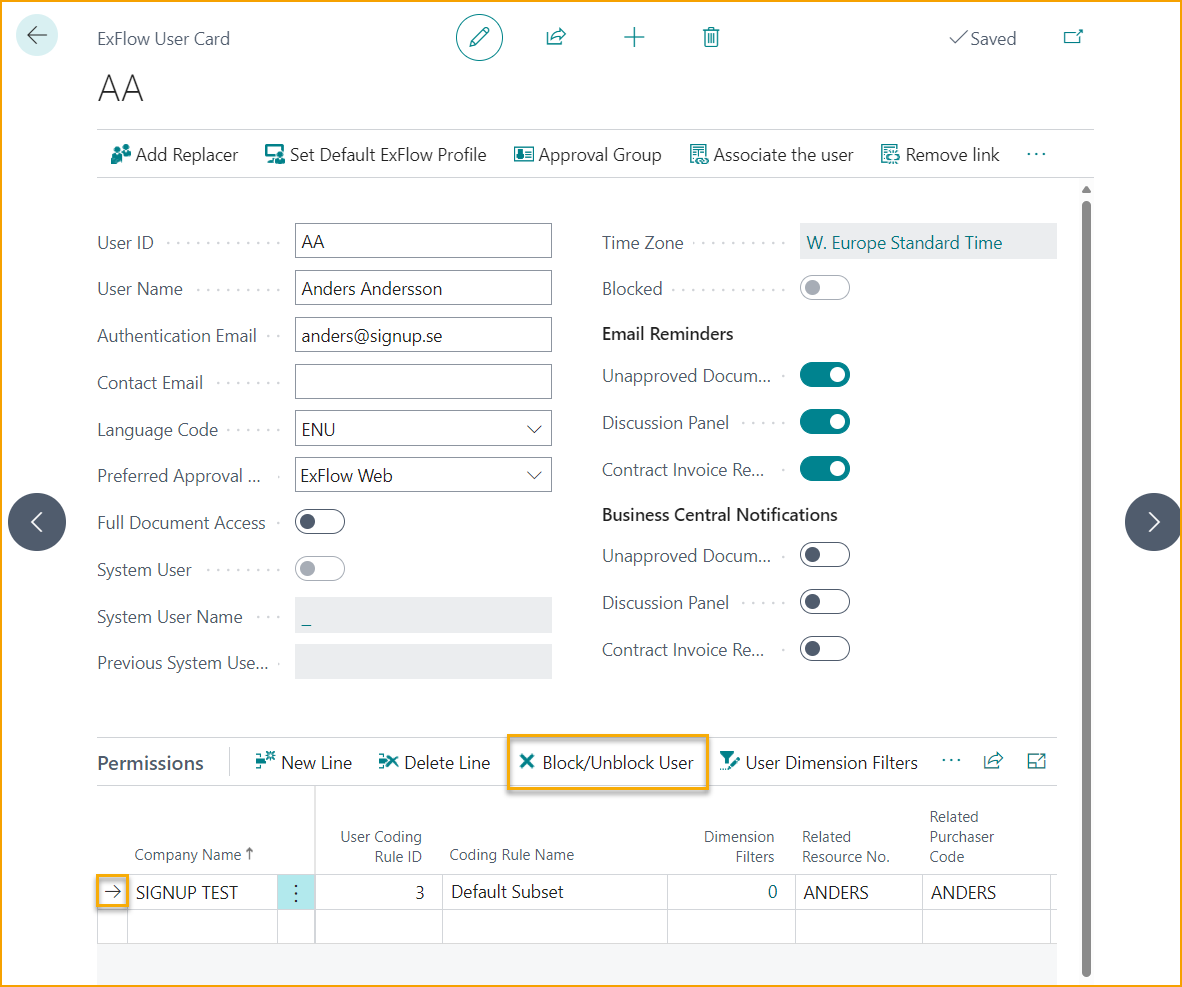 ExFlow User Card
Saved
AA
Add Replacer
Set Default ExFlow Profile
Approval Group
Associate the user
Remove link
...
User ID
AA
User Name
Anders Andersson
Authentication Email
anders@signup.se
Contact Email
Language Code
ENU
Preferred Approval ...
ExFlow Web
Full Document Access
System User
System User Name
_
Previous System Use...
Time Zone
W. Europe Standard Time
Blocked
Email Reminders
Unapproved Docum...
Discussion Panel
Contract Invoice Re...
Business Central Notifications
Unapproved Docum...
Discussion Panel
Contract Invoice Re...
Permissions
New Line
Delete Line
Block/Unblock User
User Dimension Filters
...
Company Name ↑
User Coding
Rule ID
Coding Rule Name
Dimension
Filters
Related
Resource No.
Related
Purchaser
Code
SIGNUP TEST
3
Default Subset
0
ANDERS
ANDERS